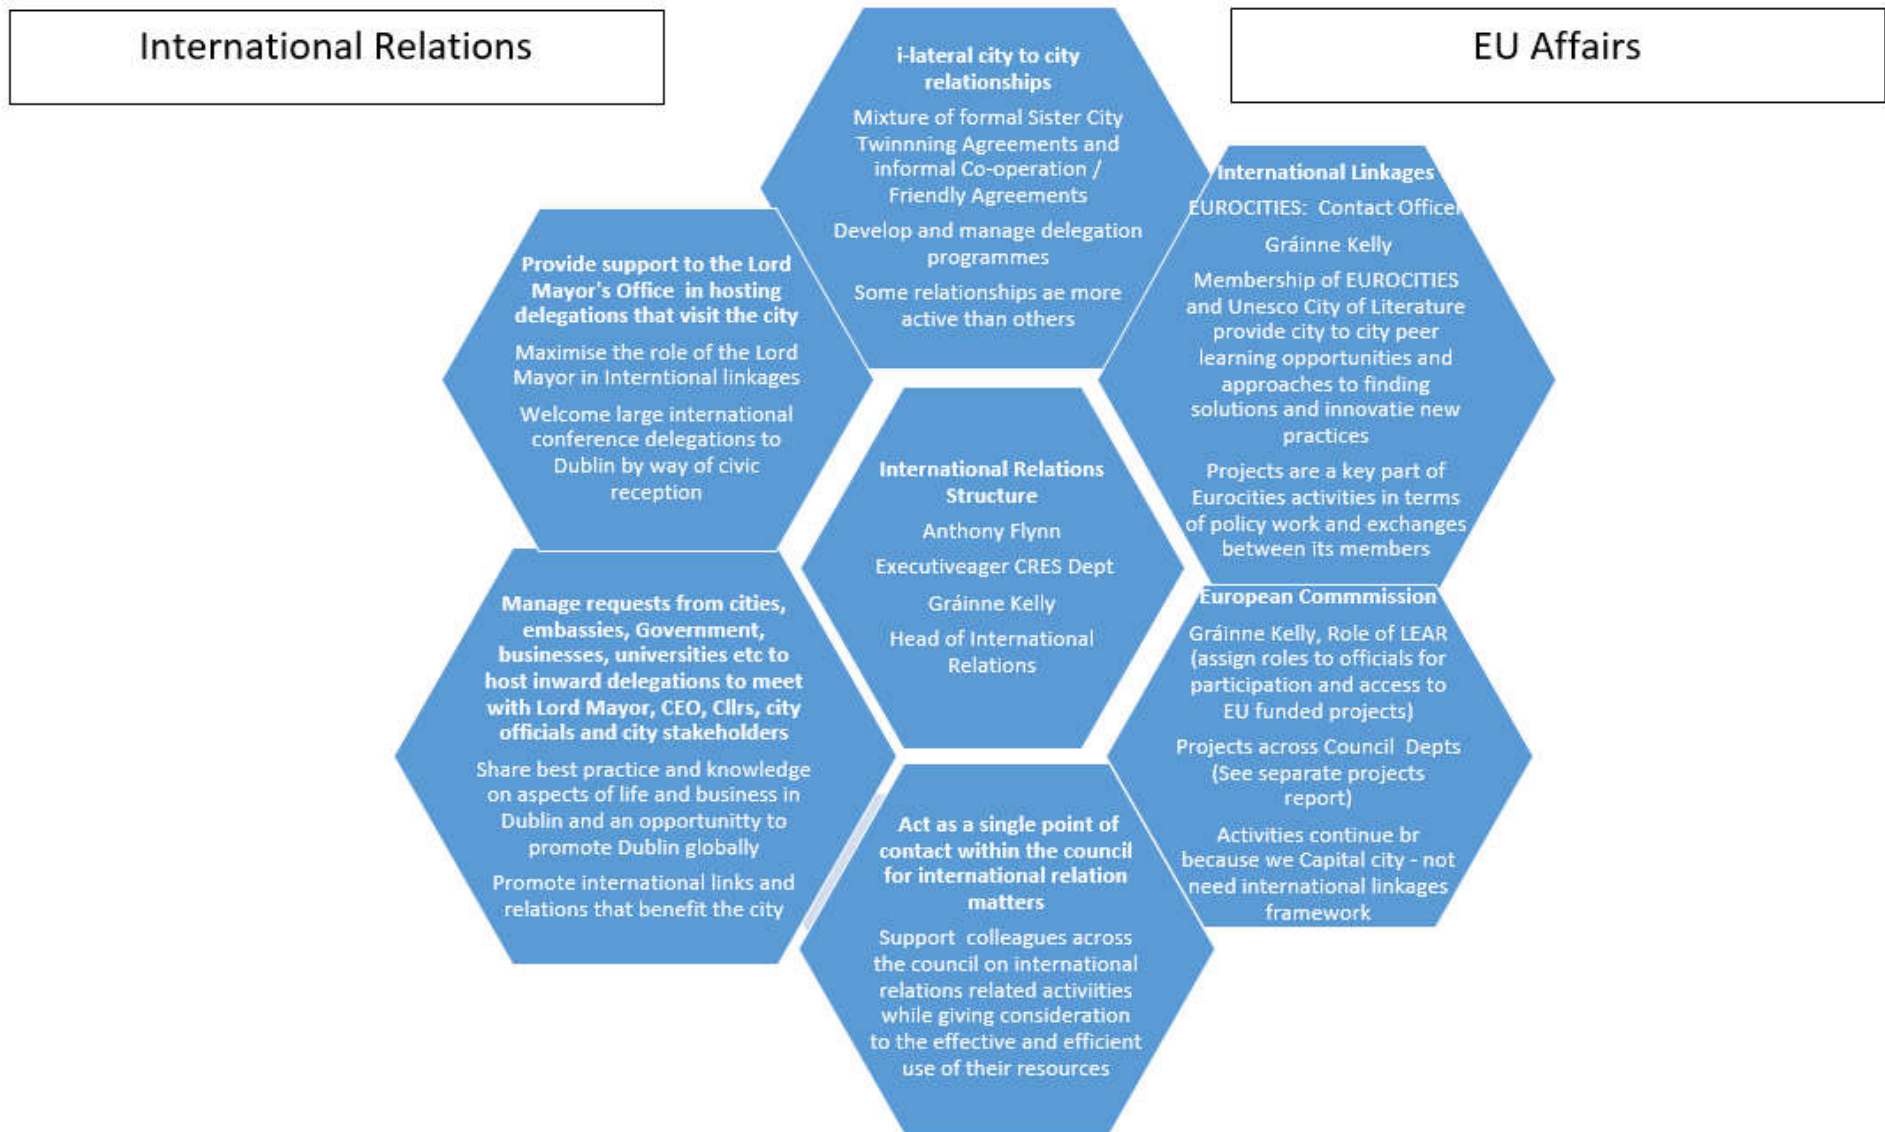 International Relations
EU Affairs
i-lateral city to city
relationships
Mixture of formal Sister City
Twinnning Agreements and
informal Co-operation /
Friendly Agreements
Develop and manage delegation
programmes
Some relationships ae more
active than others
International Linkages
EUROCITIES:  Contact Officer
Gráinne Kelly
Membership of EUROCITIES
and Unesco City of Literature
provide city to city peer
learning opportunities and
approaches to finding
solutions and innovatie new
practices
Projects are a key part of
Eurocities activities in terms
of policy work and exchanges
between its members
Provide support to the Lord
Mayor's Office  in hosting
delegations that visit the city
Maximise the role of the Lord
Mayor in Interntional linkages
Welcome large international
conference delegations to
Dublin by way of civic
reception
International Relations
Structure
Anthony Flynn
Executiveager CRES Dept
Gráinne Kelly
Head of International
Relations
Manage requests from cities,
embassies, Government,
businesses, universities etc to
host inward delegations to meet
with Lord Mayor, CEO, Cllrs, city
officials and city stakeholders
Share best practice and knowledge
on aspects of life and business in
Dublin and an opportunitty to
promote Dublin globally
Promote international links and
relations that benefit the city
European Commmission
Gráinne Kelly, Role of LEAR
(assign roles to officials for
participation and access to
EU funded projects)
Projects across Council  Depts
(See separate projects
report)
Activities continue br
because we Capital city - not
need international linkages
framework
Act as a single point of
contact within the council
for international relation
matters
Support  colleagues across
the council on international
relations related activiities
while giving consideration
to the effective and efficient
use of their resources